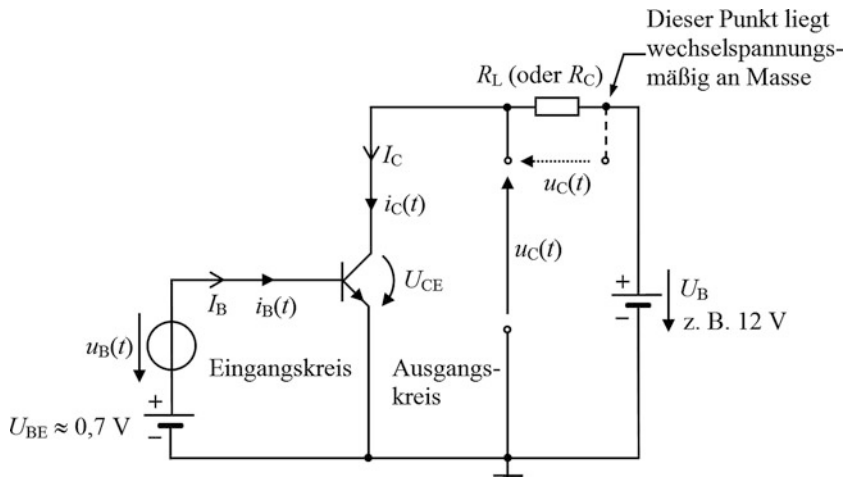 Dieser Punkt liegt
wechselspannungs-
mäßig an Masse
R_L (oder R_C)
I_C
u_C(t)
i_C(t)
u_C(t)
U_CE
I_B
i_B(t)
+
-
U_B
z. B. 12 V
u_B(t)
Eingangskreis
Ausgangs-
kreis
+
-
U_BE ≈ 0,7 V